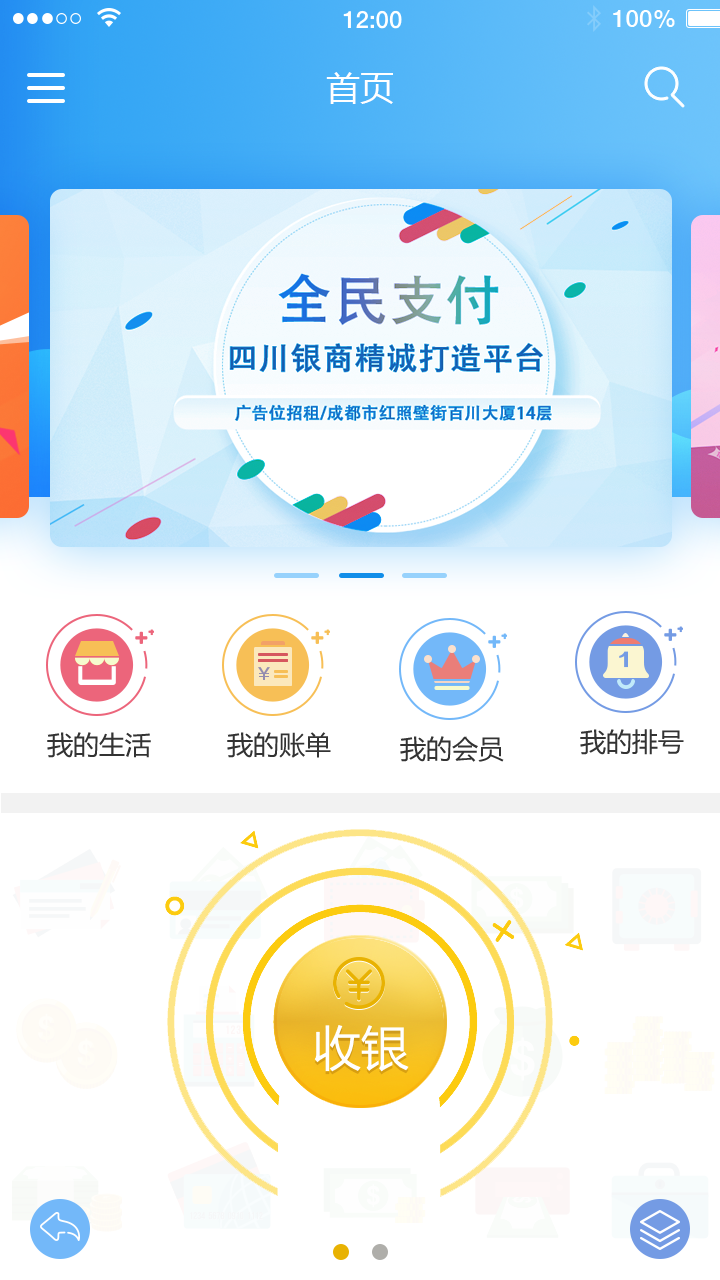 12:00
100%
首页
全民支付
四川银商精诚打造平台
广告位招租/成都市红照壁街百川大厦14层
¥
1
我的生活
我的账单
我的会员
我的排号
¥
收银